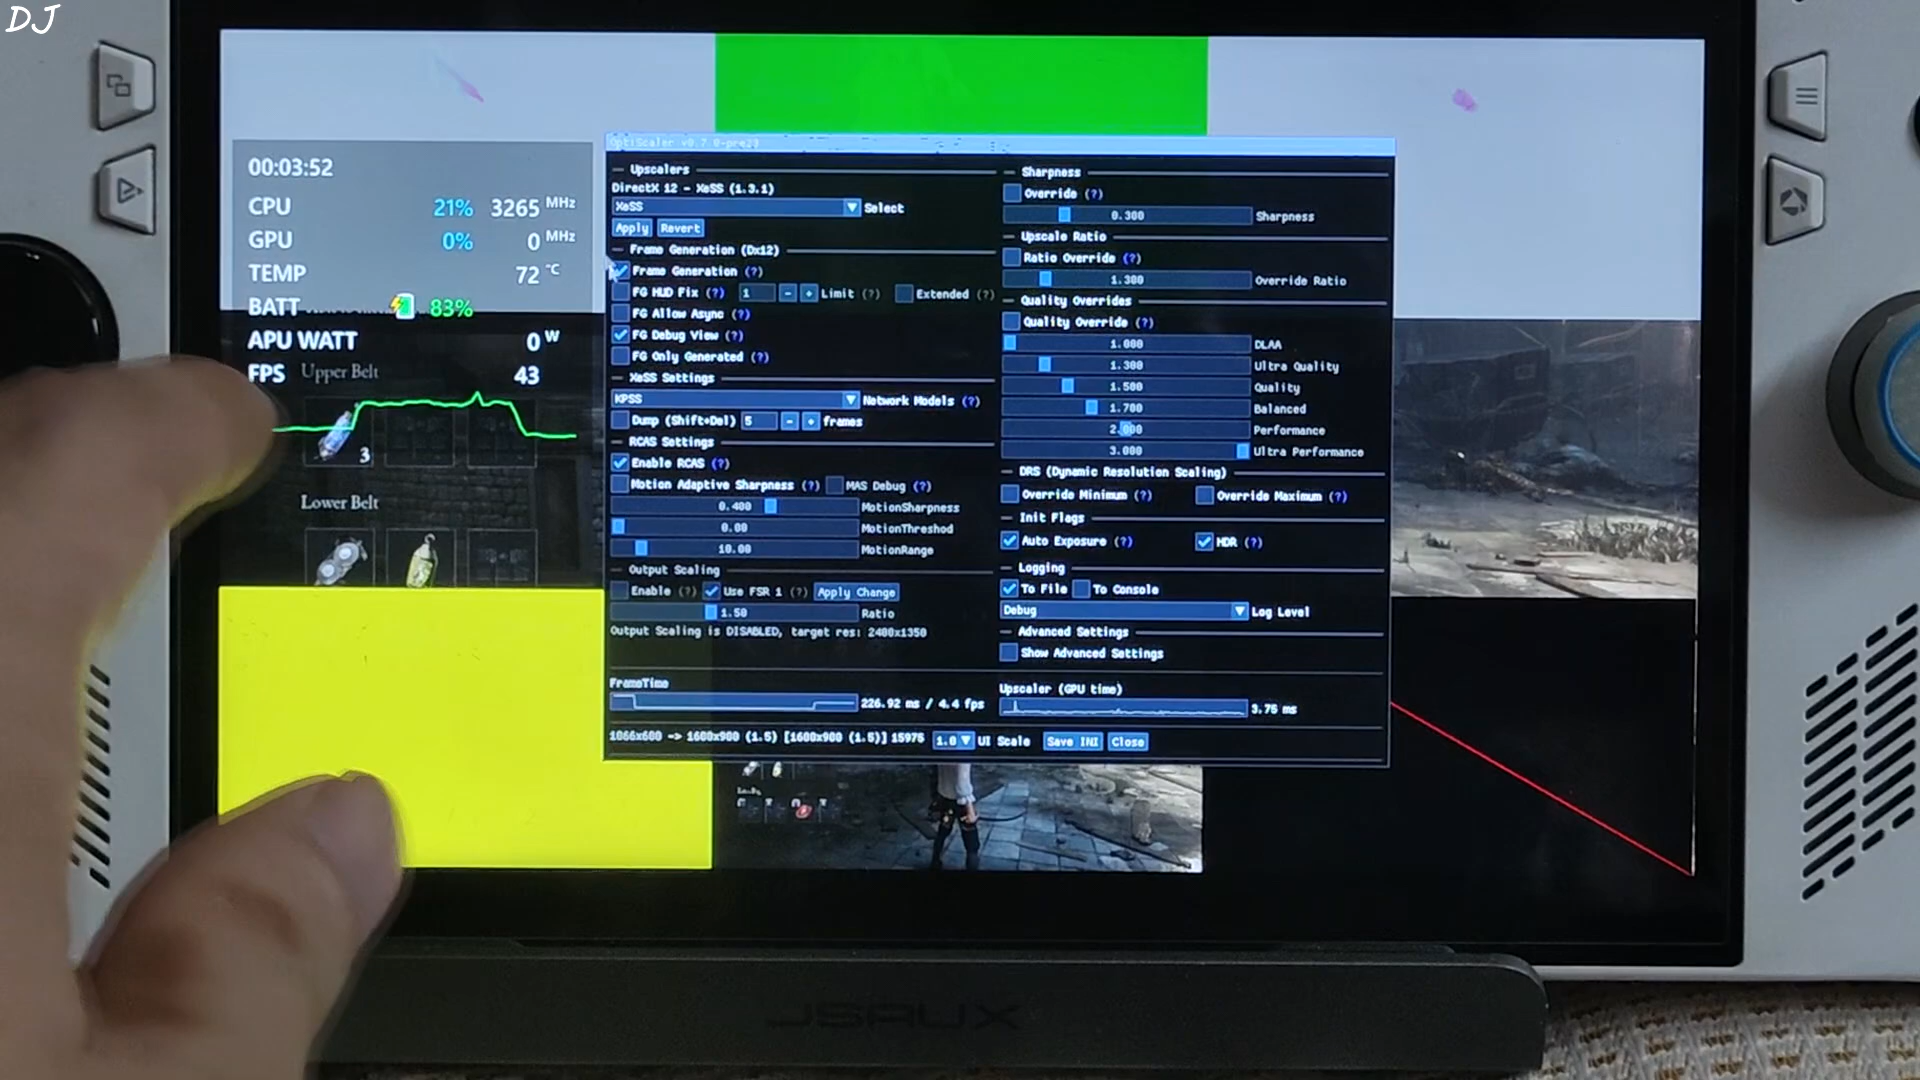 DJ
00:03:52
CPU 21% 3265 MHz
GPU 0% 0 MHz
TEMP 72 °C
BATT 83%
APU WATT 0 W
FPS 43
Upper Belt
3
Lower Belt
OptiScaler v0.7.0-pre29
Upscalers
DirectX 12 - XeSS (1.3.1)
XeSS Select
Apply Revert
Frame Generation (Dx12)
Frame Generation (?)
FG HUD Fix (?) 1 - + Limit (?) Extended (?)
FG Allow Async (?)
FG Debug View (?)
FG Only Generated (?)
XeSS Settings
KPSS Network Models (?)
Dump (Shift+Del) 5 - + frames
RCAS Settings
Enable RCAS (?)
Motion Adaptive Sharpness (?) MAS Debug (?)
0.400 MotionSharpness
0.00 MotionThreshod
10.00 MotionRange
Output Scaling
Enable (?) Use FSR 1 (?) Apply Change
1.50 Ratio
Output Scaling is DISABLED, target res: 2400x1350
FrameTime
226.92 ms / 4.4 fps
Sharpness
Override (?)
0.300 Sharpness
Upscale Ratio
Ratio Override (?)
1.300 Override Ratio
Quality Overrides
Quality Override (?)
1.000 DLAA
1.300 Ultra Quality
1.500 Quality
1.700 Balanced
2.000 Performance
3.000 Ultra Performance
DRS (Dynamic Resolution Scaling)
Override Minimum (?) Override Maximum (?)
Init Flags
Auto Exposure (?) HDR (?)
Logging
To File To Console
Debug Log Level
Advanced Settings
Show Advanced Settings
Upscaler (GPU time)
3.75 ms
1066x600 -> 1600x900 (1.5) [1600x900 (1.5)] 15975 1.0 UI Scale Save INI Close
JSAUX